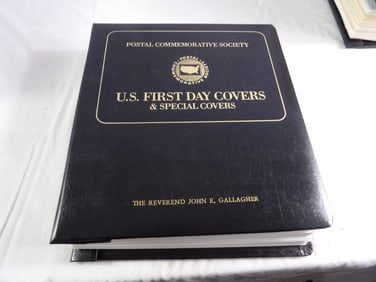 POSTAL COMMEMORATIVE SOCIETY
U.S. FIRST DAY COVERS
& SPECIAL COVERS
THE REVEREND JOHN E. GALLAGHER